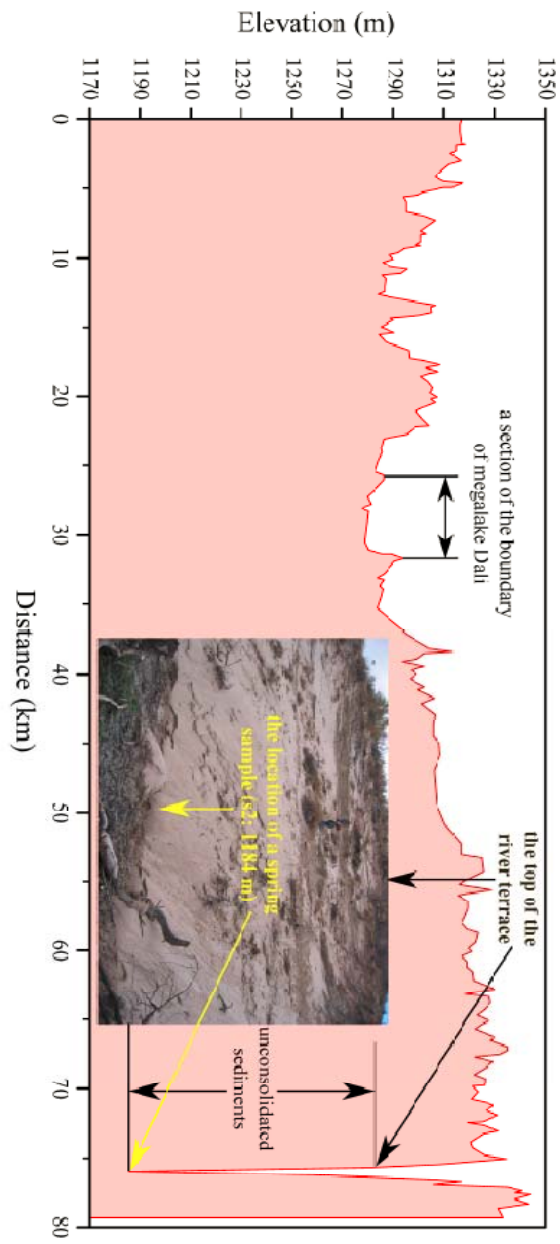 Elevation (m)
1350
1330
1310
1290
1270
1250
1230
1210
1190
1170
0
10
20
30
40
50
60
70
80
Distance (km)
a section of the boundary
of megalake Dali
the top of the
river terrace
the location of a spring
sample (s2: 1184 m)
unconsolidated
sediments